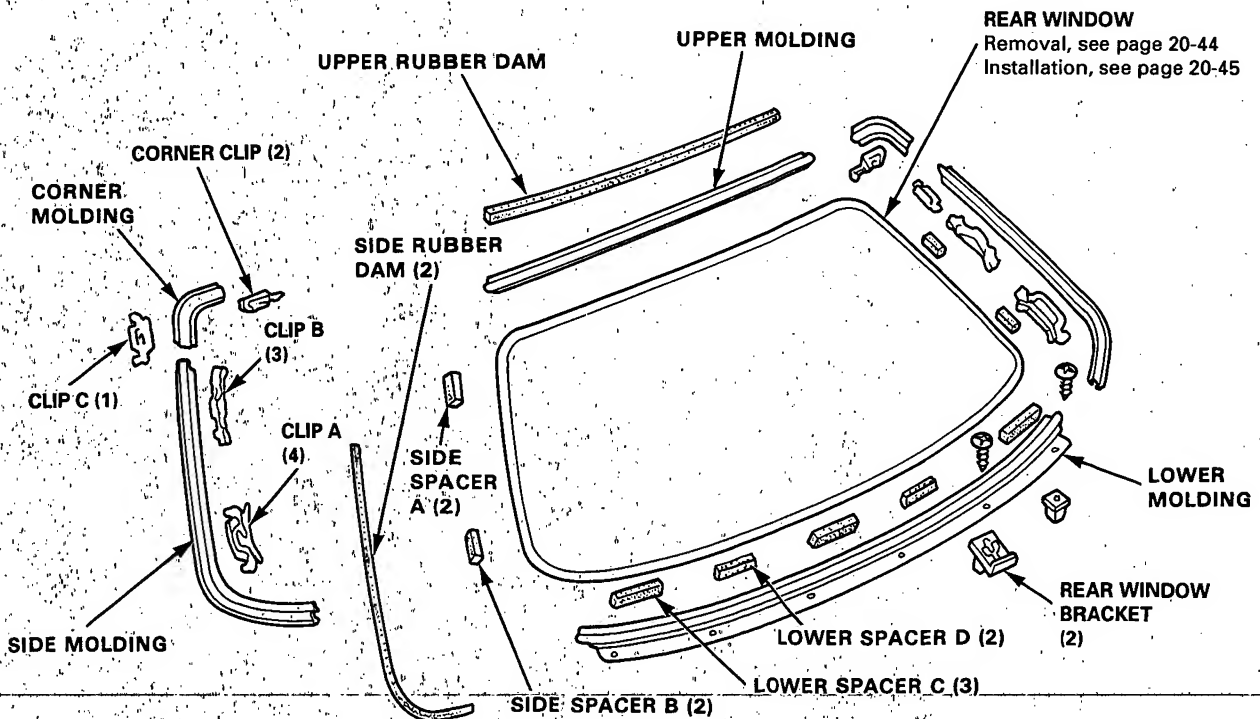 REAR WINDOW
Removal, see page 20-44
Installation, see page 20-45
UPPER MOLDING
UPPER RUBBER DAM
CORNER CLIP (2)
CORNER
MOLDING
SIDE RUBBER
DAM (2)
CLIP B
(3)
CLIP C (1)
CLIP A
(4)
SIDE
SPACER
A (2)
LOWER
MOLDING
REAR WINDOW
BRACKET
(2)
SIDE MOLDING
LOWER SPACER D (2)
LOWER SPACER C (3)
SIDE SPACER B (2)